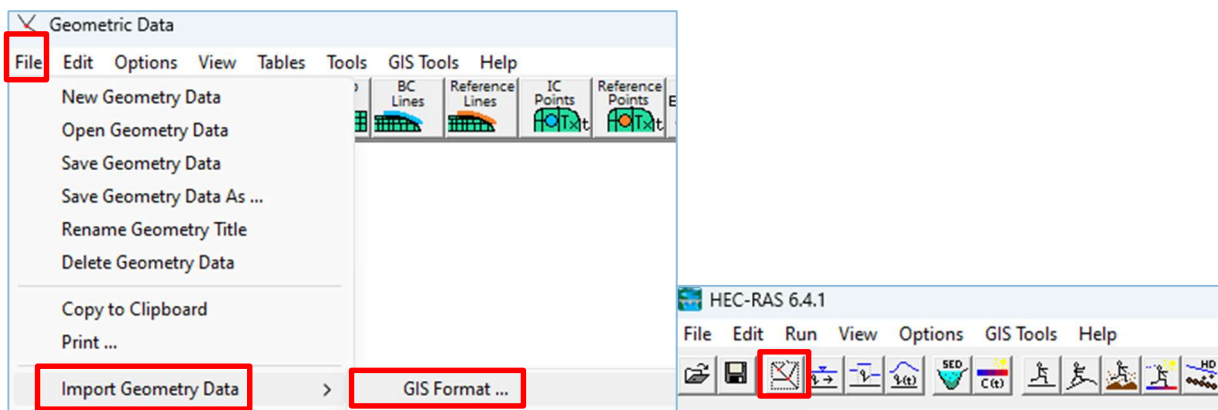 Geometric Data
File Edit Options View Tables Tools GIS Tools Help
BC Lines
Reference Lines
IC Points
Reference Points
New Geometry Data
Open Geometry Data
Save Geometry Data
Save Geometry Data As ...
Rename Geometry Title
Delete Geometry Data
Copy to Clipboard
Print ...
Import Geometry Data > GIS Format ...
HEC-RAS 6.4.1
File Edit Run View Options GIS Tools Help
SED
C(t)
HD